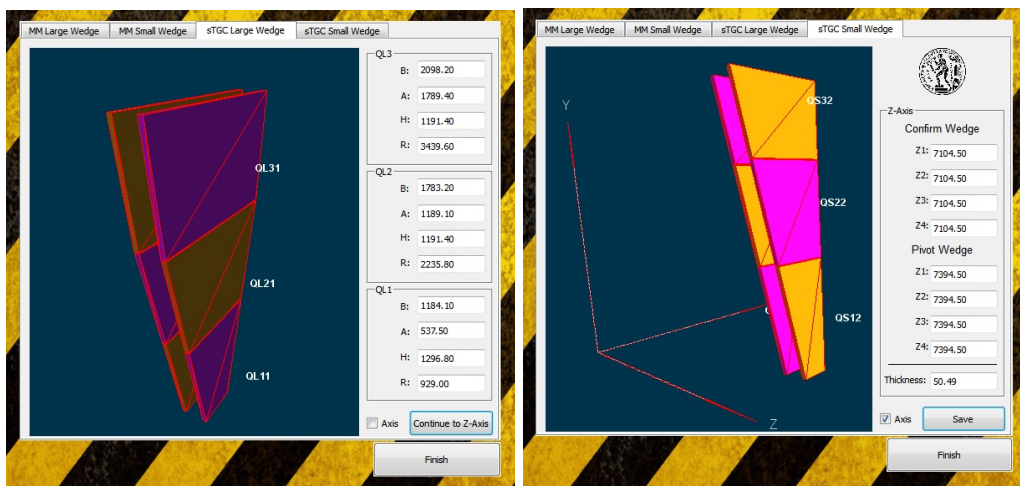 MM Large Wedge MM Small Wedge sTGC Large Wedge sTGC Small Wedge
QL31
QL21
QL11
QL3
B: 2098.20
A: 1789.40
H: 1191.40
R: 3439.60
QL2
B: 1783.20
A: 1189.10
H: 1191.40
R: 2235.80
QL1
B: 1184.10
A: 537.50
H: 1296.80
R: 929.00
Axis Continue to Z-Axis
Finish
MM Large Wedge MM Small Wedge sTGC Large Wedge sTGC Small Wedge
Y
QS32
QS22
QS12
Z
Z-Axis
Confirm Wedge
Z1: 7104.50
Z2: 7104.50
Z3: 7104.50
Z4: 7104.50
Pivot Wedge
Z1: 7394.50
Z2: 7394.50
Z3: 7394.50
Z4: 7394.50
Thickness: 50.49
Axis Save
Finish